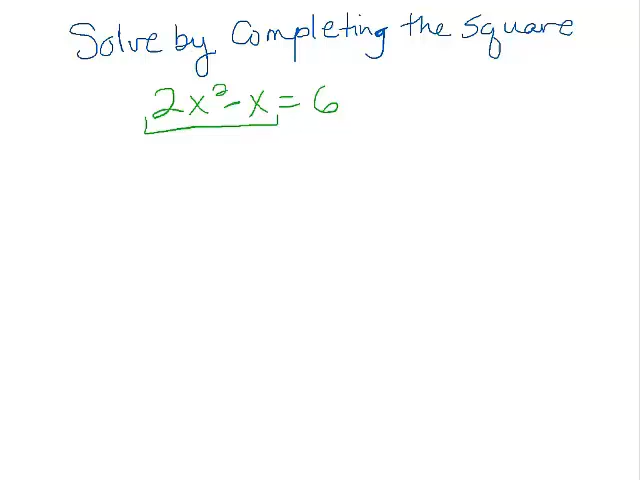 Solve by Completing the square
2x² - x = 6